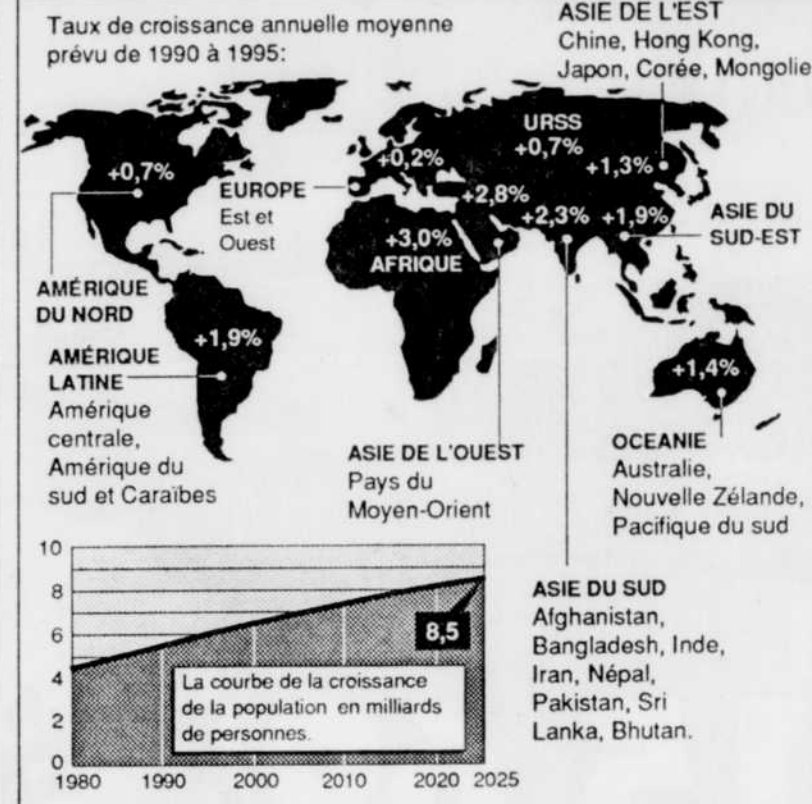 Taux de croissance annuelle moyenne
prévu de 1990 à 1995:
ASIE DE L'EST
Chine, Hong Kong,
Japon, Corée, Mongolie
URSS
+0,7%
+0,7%
+0,2%
+1,3%
EUROPE
Est et
Ouest
+2,8%
+2,3%
+1,9%
ASIE DU
SUD-EST
+3,0%
AFRIQUE
AMÉRIQUE
DU NORD
+1,9%
AMÉRIQUE
LATINE
Amérique
centrale,
Amérique du
sud et Caraïbes
+1,4%
ASIE DE L'OUEST
Pays du
Moyen-Orient
OCEANIE
Australie,
Nouvelle Zélande,
Pacifique du sud
ASIE DU SUD
Afghanistan,
Bangladesh, Inde,
Iran, Népal,
Pakistan, Sri
Lanka, Bhutan.
10
8
6
4
2
0
8,5
La courbe de la croissance
de la population en milliards
de personnes.
1980 1990 2000 2010 2020 2025